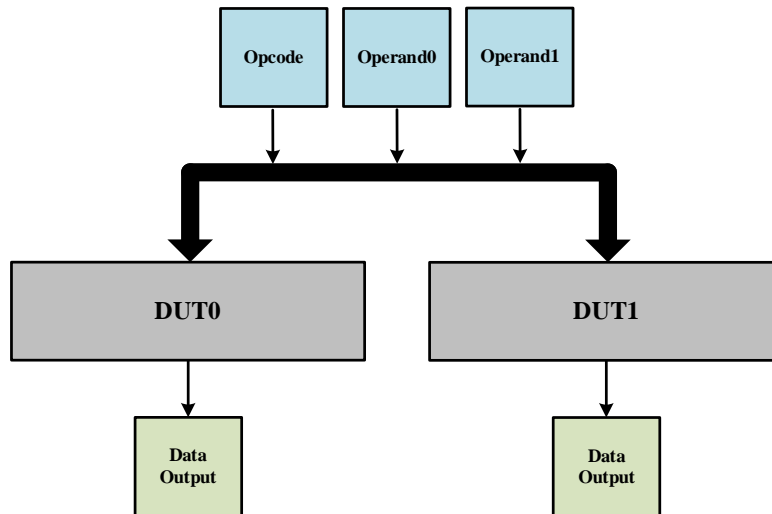 Opcode
Operand0
Operand1
DUT0
DUT1
Data
Output
Data
Output